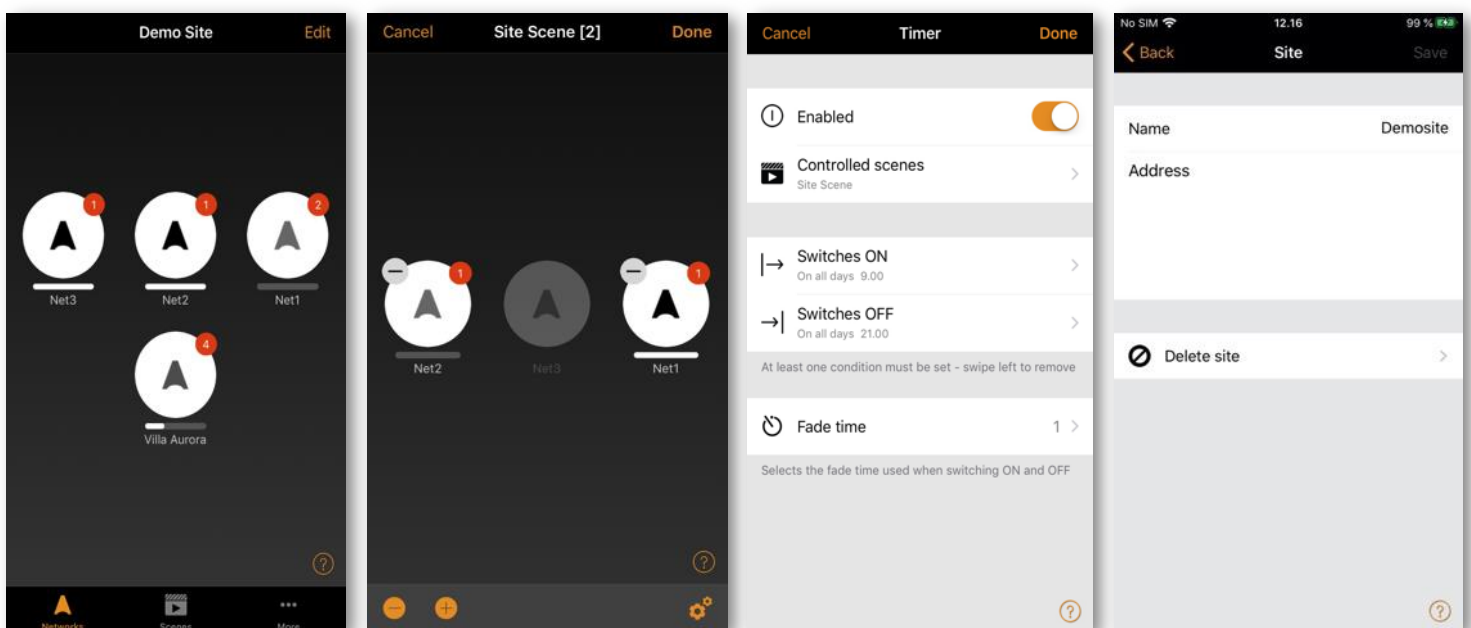 Demo Site
Edit
1
1
2
Net3
Net2
Net1
4
Villa Aurora
?
Networks
Scenes
More
Cancel
Site Scene [2]
Done
1
1
Net2
Net3
Net1
?
Cancel
Timer
Done
Enabled
Controlled scenes
Site Scene
Switches ON
On all days 9.00
Switches OFF
On all days 21.00
At least one condition must be set - swipe left to remove
Fade time
1
Selects the fade time used when switching ON and OFF
?
No SIM
12.16
99 %
Back
Site
Save
Name
Demosite
Address
Delete site
?